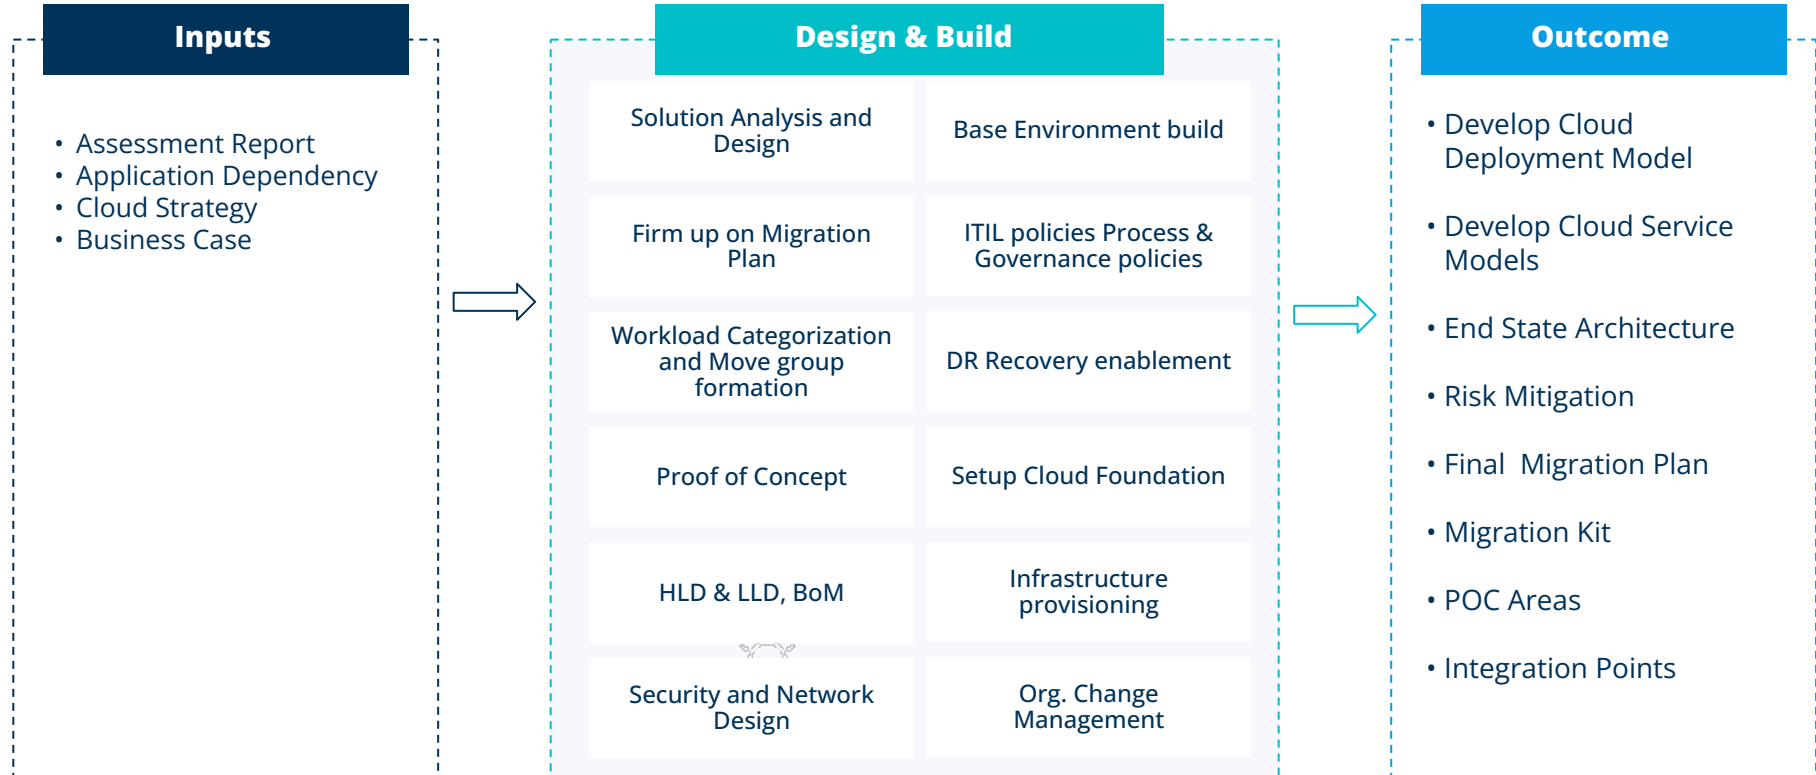 Inputs
• Assessment Report
• Application Dependency
• Cloud Strategy
• Business Case
Design & Build
Solution Analysis and
Design
Base Environment build
Firm up on Migration
Plan
ITIL policies Process &
Governance policies
Workload Categorization
and Move group
formation
DR Recovery enablement
Proof of Concept
Setup Cloud Foundation
HLD & LLD, BoM
Infrastructure
provisioning
Security and Network
Design
Org. Change
Management
Outcome
• Develop Cloud
Deployment Model
• Develop Cloud Service
Models
• End State Architecture
• Risk Mitigation
• Final  Migration Plan
• Migration Kit
• POC Areas
• Integration Points